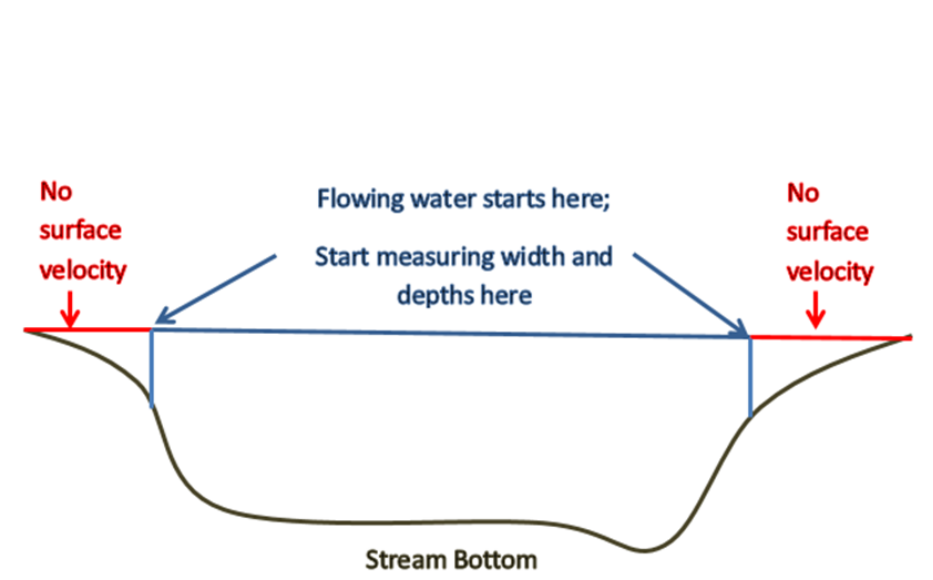 No
surface
velocity
Flowing water starts here;
Start measuring width and
depths here
No
surface
velocity
Stream Bottom